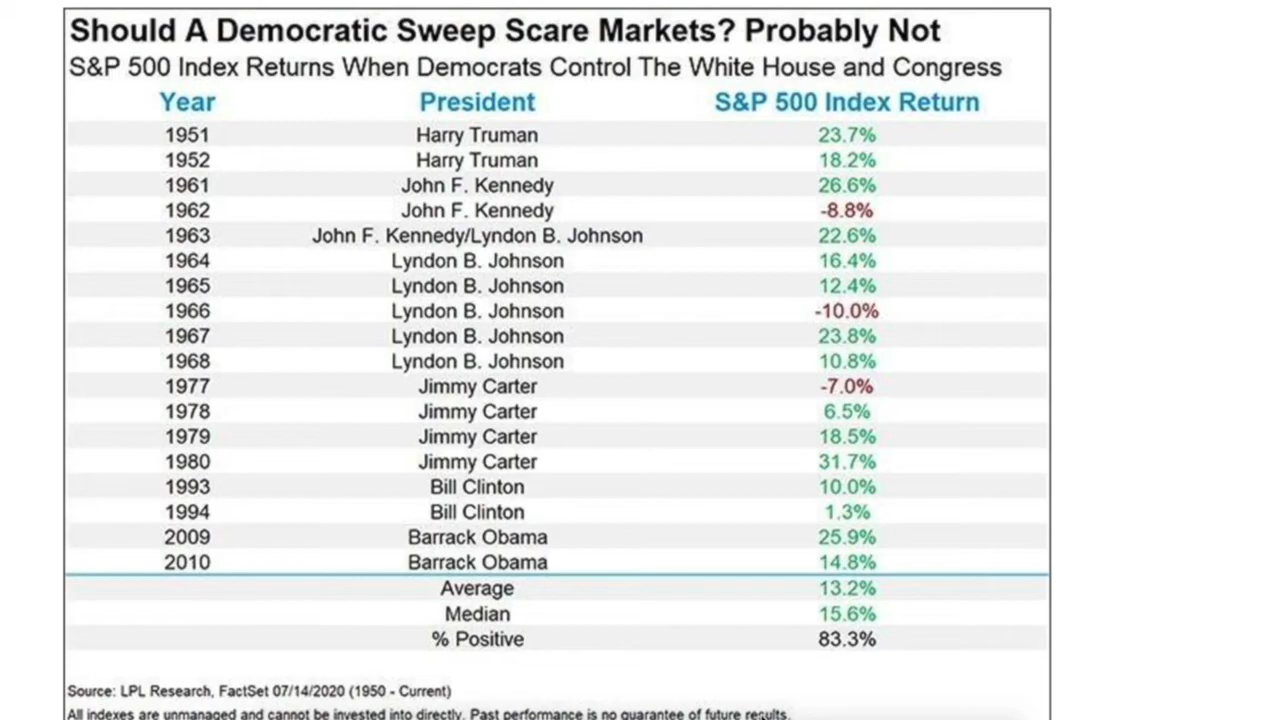 Should A Democratic Sweep Scare Markets? Probably Not
S&P 500 Index Returns When Democrats Control The White House and Congress
Year President S&P 500 Index Return
1951 Harry Truman 23.7%
1952 Harry Truman 18.2%
1961 John F. Kennedy 26.6%
1962 John F. Kennedy -8.8%
1963 John F. Kennedy/Lyndon B. Johnson 22.6%
1964 Lyndon B. Johnson 16.4%
1965 Lyndon B. Johnson 12.4%
1966 Lyndon B. Johnson -10.0%
1967 Lyndon B. Johnson 23.8%
1968 Lyndon B. Johnson 10.8%
1977 Jimmy Carter -7.0%
1978 Jimmy Carter 6.5%
1979 Jimmy Carter 18.5%
1980 Jimmy Carter 31.7%
1993 Bill Clinton 10.0%
1994 Bill Clinton 1.3%
2009 Barrack Obama 25.9%
2010 Barrack Obama 14.8%
Average 13.2%
Median 15.6%
% Positive 83.3%
Source: LPL Research, FactSet 07/14/2020 (1950 - Current)
All indexes are unmanaged and cannot be invested into directly. Past performance is no guarantee of future results.